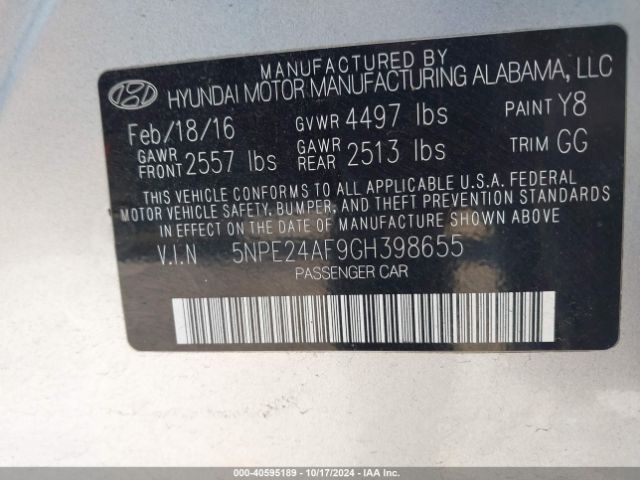 MANUFACTURED BY
HYUNDAI MOTOR MANUFACTURING ALABAMA, LLC
Feb/18/16 GVWR 4497 lbs PAINT Y8
GAWR FRONT 2557 lbs GAWR REAR 2513 lbs TRIM GG
THIS VEHICLE CONFORMS TO ALL APPLICABLE U.S.A. FEDERAL
MOTOR VEHICLE SAFETY, BUMPER, AND THEFT PREVENTION STANDARDS
IN EFFECT ON THE DATE OF MANUFACTURE SHOWN ABOVE
V.I.N 5NPE24AF9GH398655
PASSENGER CAR
000-40595189 - 10/17/2024 - IAAI.com